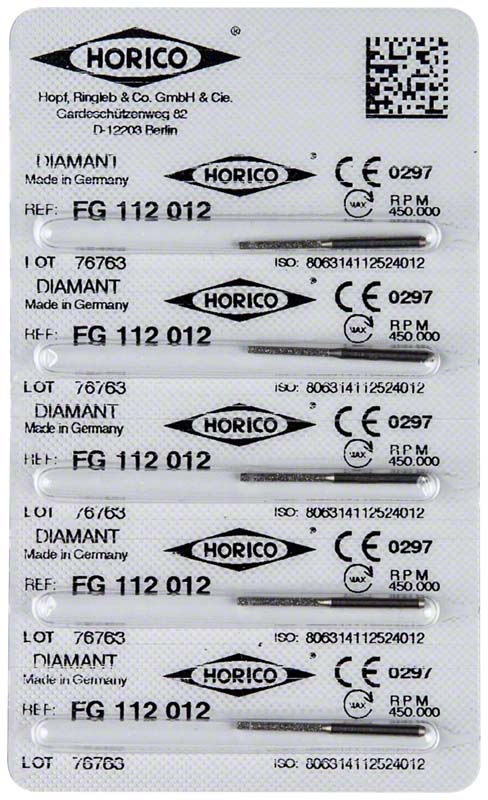 HORICO ®
Hopf, Ringleb & Co. GmbH & Cie.
Gardeschützenweg 82
D-12203 Berlin
DIAMANT HORICO ® CE 0297
Made in Germany
REF: FG 112 012 MAX RPM
450.000
LOT 76763 ISO: 806314112524012
DIAMANT HORICO ® CE 0297
Made in Germany
REF: FG 112 012 MAX RPM
450.000
LOT 76763 ISO: 806314112524012
DIAMANT HORICO ® CE 0297
Made in Germany
REF: FG 112 012 MAX RPM
450.000
LOT 76763 ISO: 806314112524012
DIAMANT HORICO ® CE 0297
Made in Germany
REF: FG 112 012 MAX RPM
450.000
LOT 76763 ISO: 806314112524012
DIAMANT HORICO ® CE 0297
Made in Germany
REF: FG 112 012 MAX RPM
450.000
LOT 76763 ISO: 806314112524012